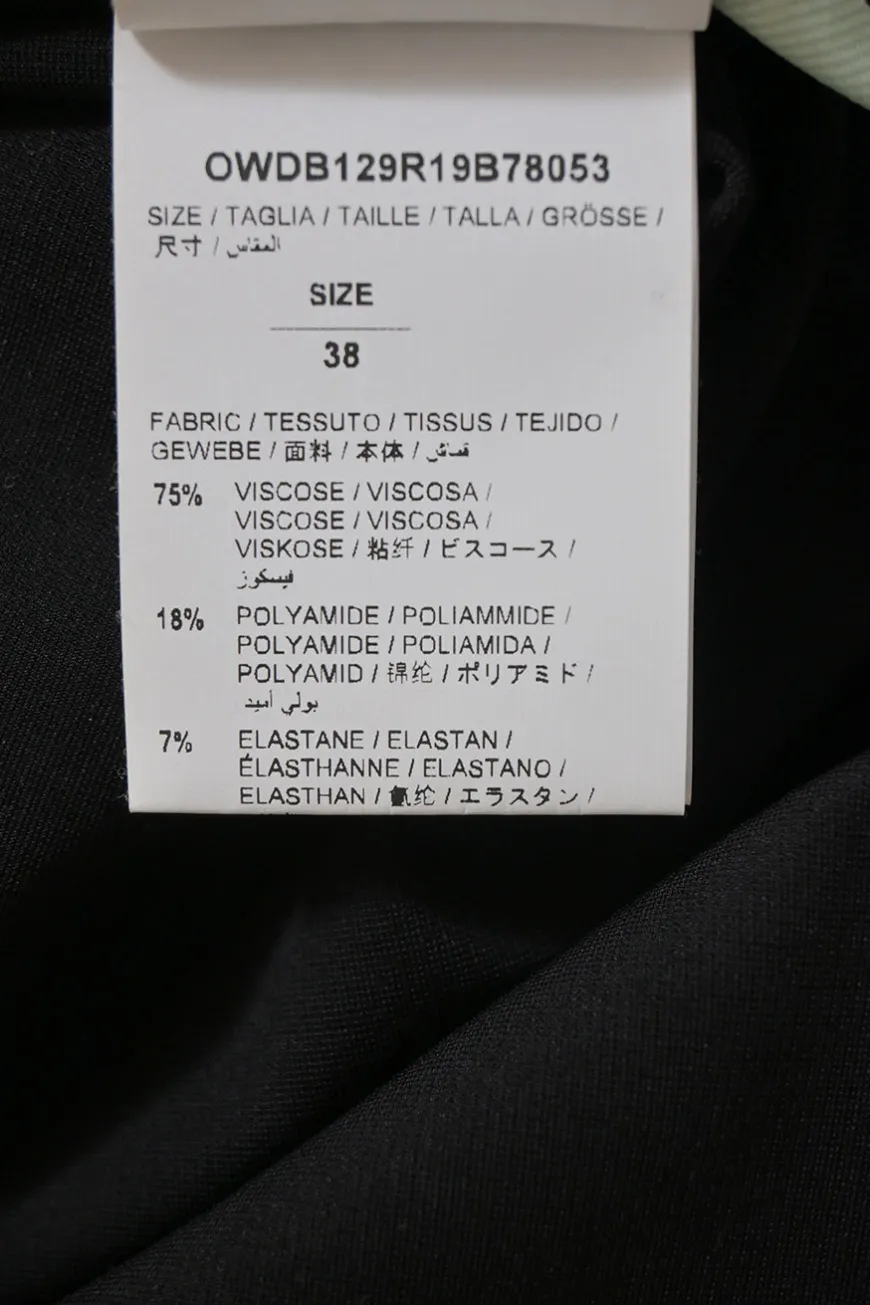 OWDB129R19B78053
SIZE / TAGLIA / TAILLE / TALLA / GRÖSSE /
尺寸 / المقاس
SIZE
38
FABRIC / TESSUTO / TISSUS / TEJIDO /
GEWEBE / 面料 / 本体 / قماش
75% VISCOSE / VISCOSA /
VISCOSE / VISCOSA /
VISKOSE / 粘纤 / ビスコース /
فيسكوز
18% POLYAMIDE / POLIAMMIDE /
POLYAMIDE / POLIAMIDA /
POLYAMID / 锦纶 / ポリアミド /
بولي أميد
7% ELASTANE / ELASTAN /
ÉLASTHANNE / ELASTANO /
ELASTHAN / 氨纶 / エラスタン /